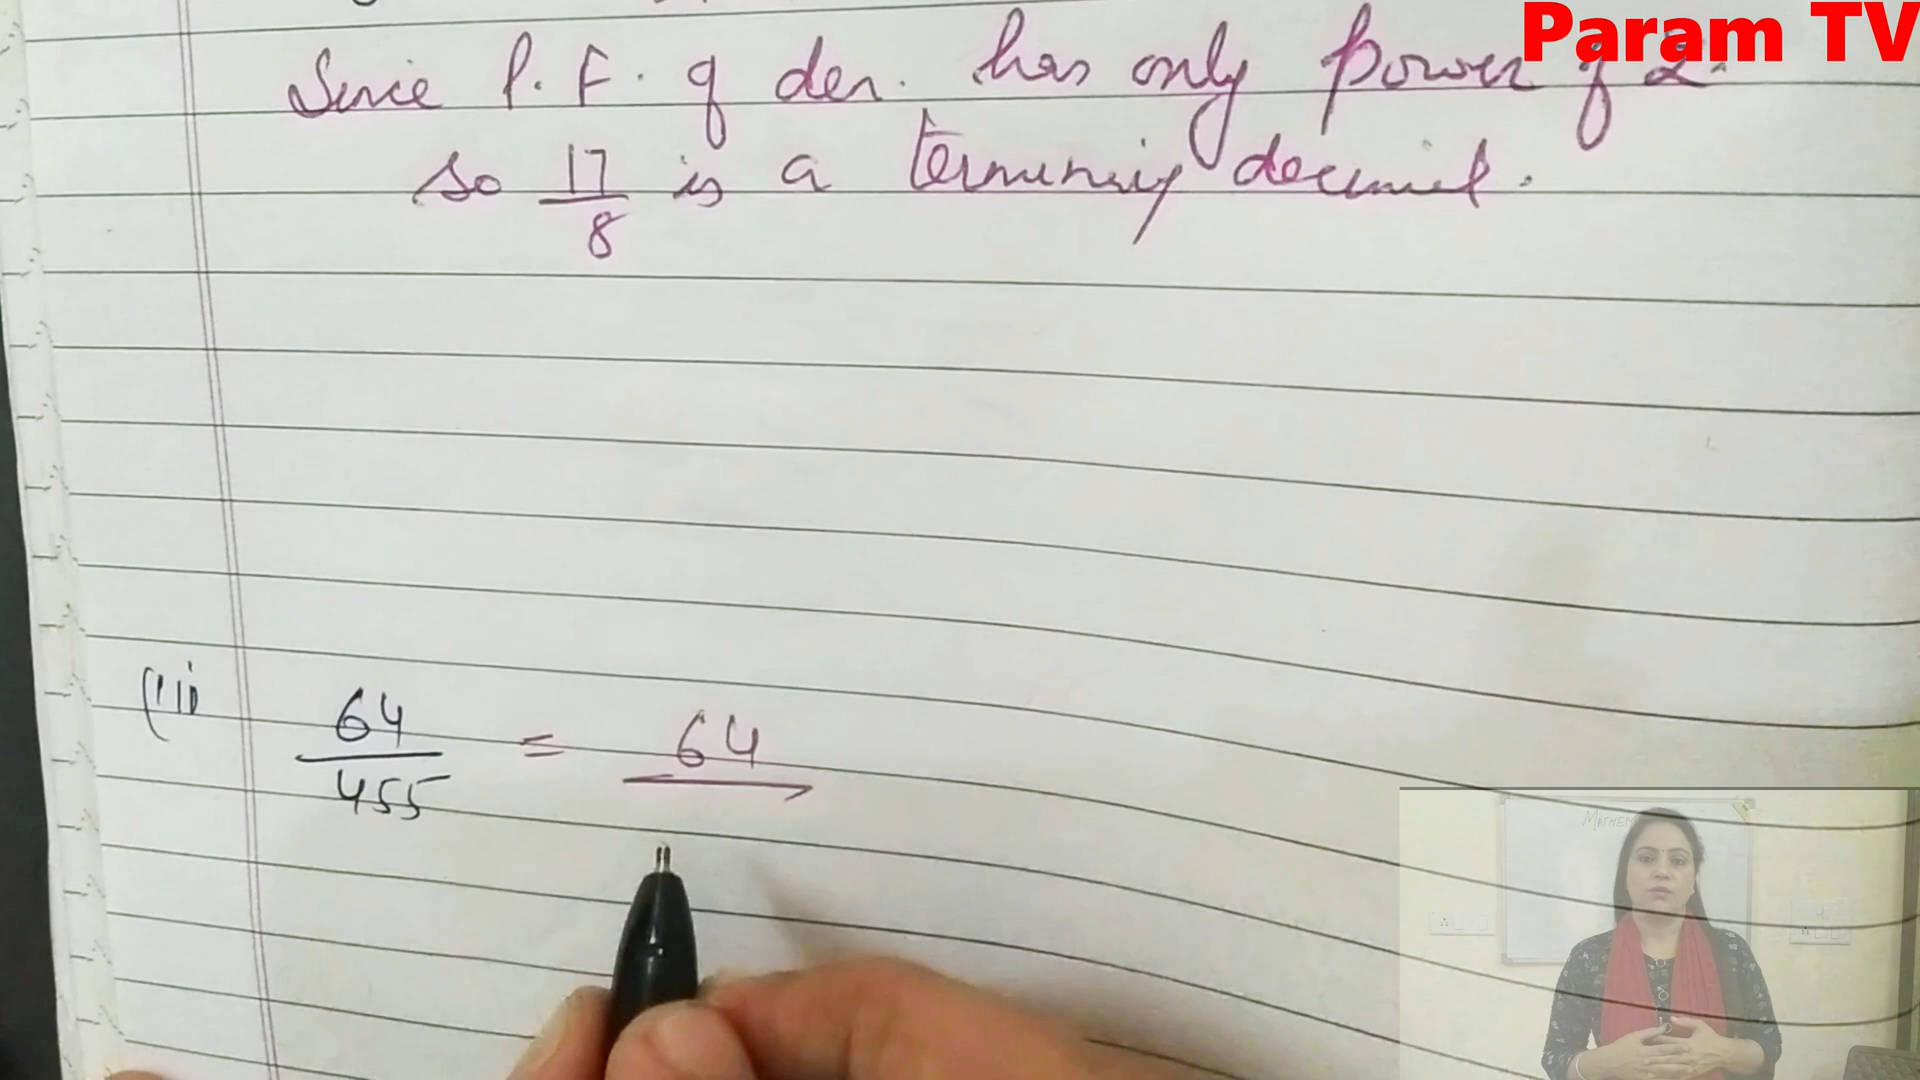 Param TV
Since P.F. of den. has only power of 2.
so 17/8 is a terminig decimal.
(iii) 64/455 = 64